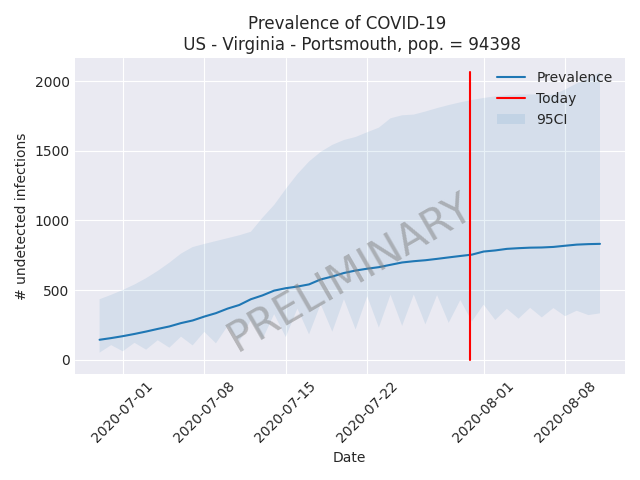 Prevalence of COVID-19
US - Virginia - Portsmouth, pop. = 94398
# undetected infections
2000
1500
1000
500
0
Prevalence
Today
95CI
PRELIMINARY
2020-07-01
2020-07-08
2020-07-15
2020-07-22
2020-08-01
2020-08-08
Date